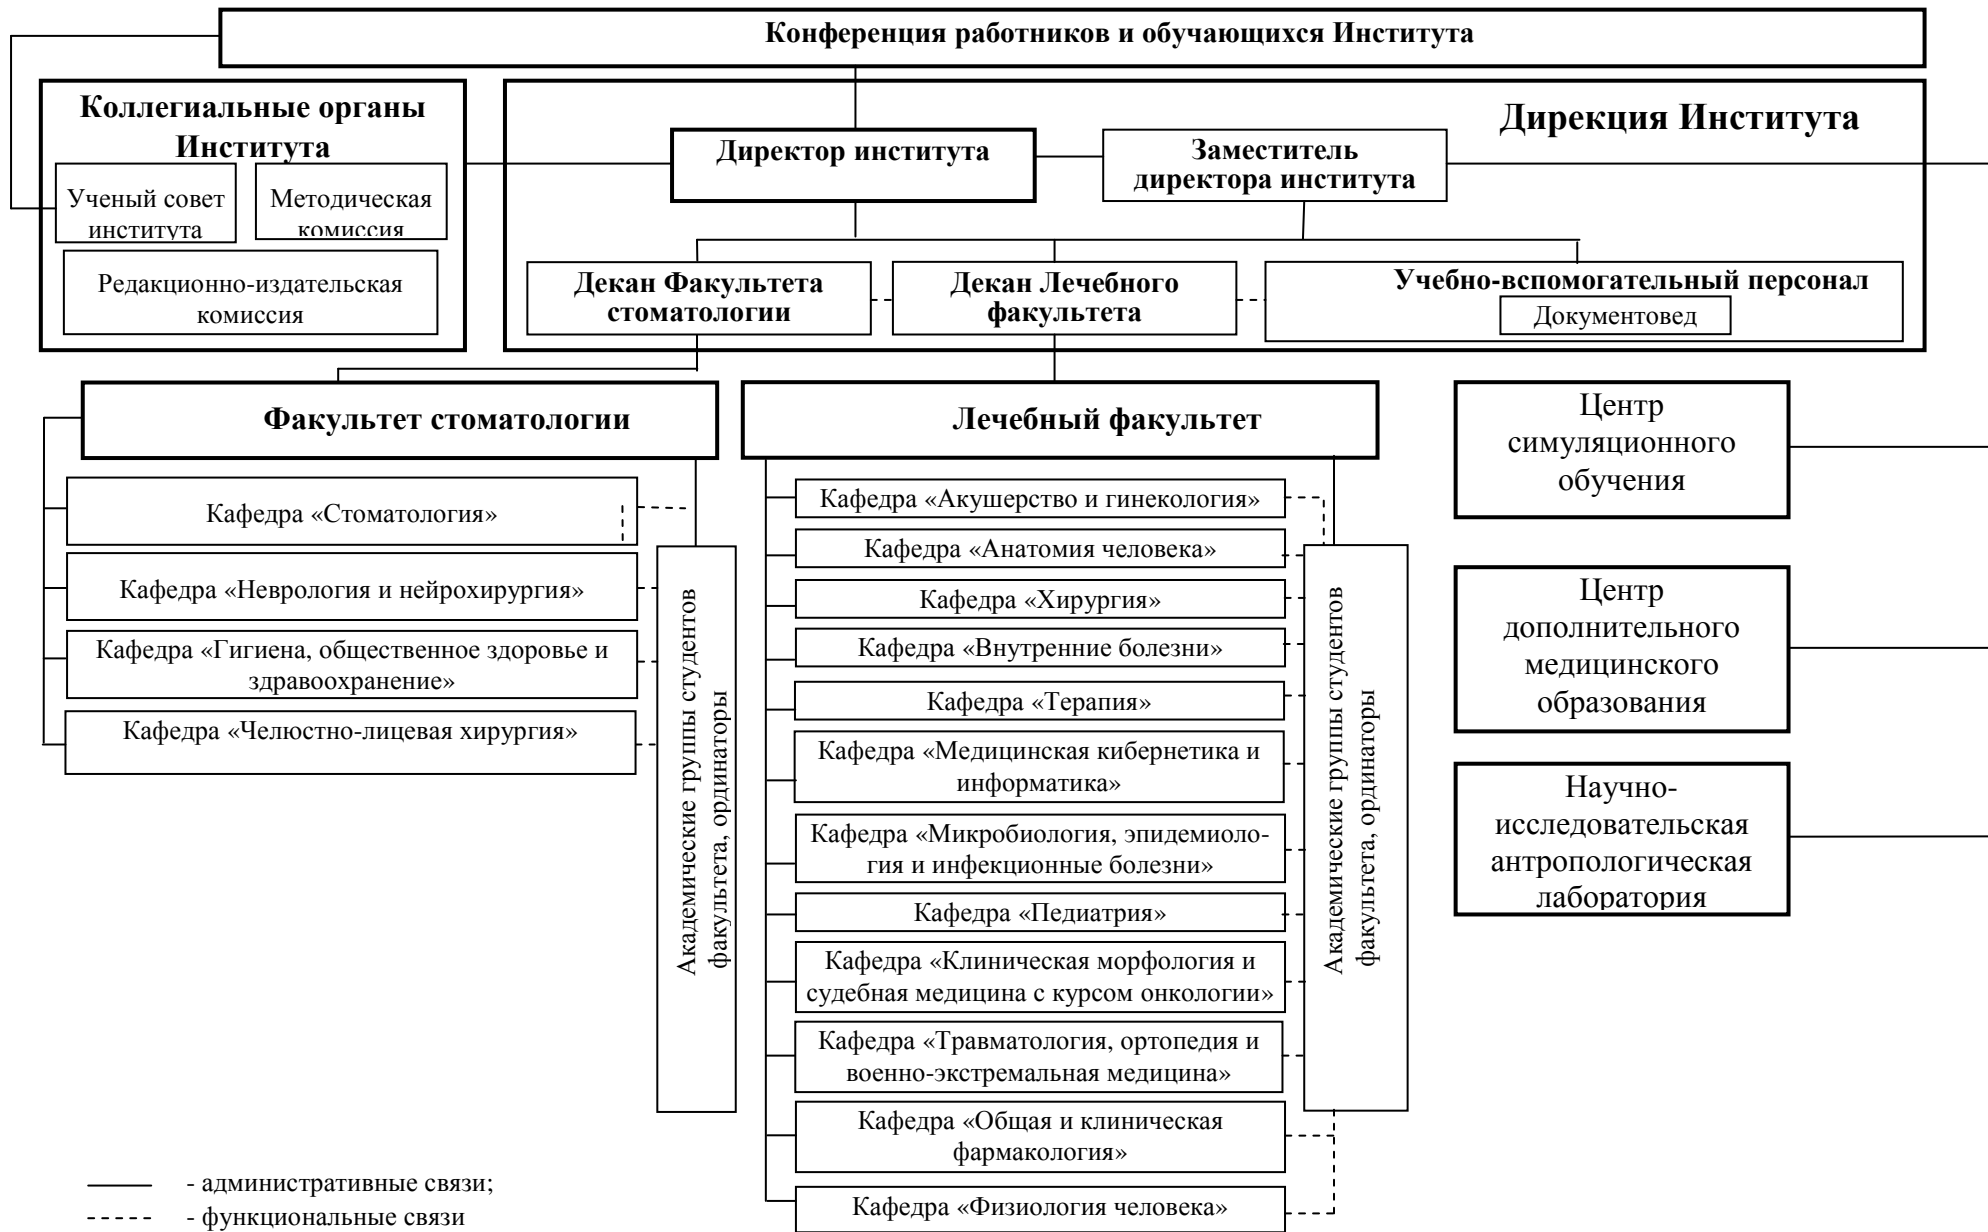 Конференция работников и обучающихся Института
Коллегиальные органы
Института
Ученый совет
института
Методическая
комиссия
Редакционно-издательская
комиссия
Дирекция Института
Директор института
Заместитель
директора института
Декан Факультета
стоматологии
Декан Лечебного
факультета
Учебно-вспомогательный персонал
Документовед
Факультет стоматологии
Кафедра «Стоматология»
Кафедра «Неврология и нейрохирургия»
Кафедра «Гигиена, общественное здоровье и
здравоохранение»
Кафедра «Челюстно-лицевая хирургия»
Академические группы студентов
факультета, ординаторы
Лечебный факультет
Кафедра «Акушерство и гинекология»
Кафедра «Анатомия человека»
Кафедра «Хирургия»
Кафедра «Внутренние болезни»
Кафедра «Терапия»
Кафедра «Медицинская кибернетика и
информатика»
Кафедра «Микробиология, эпидемиоло-
гия и инфекционные болезни»
Кафедра «Педиатрия»
Кафедра «Клиническая морфология и
судебная медицина с курсом онкологии»
Кафедра «Травматология, ортопедия и
военно-экстремальная медицина»
Кафедра «Общая и клиническая
фармакология»
Кафедра «Физиология человека»
Академические группы студентов
факультета, ординаторы
Центр
симуляционного
обучения
Центр
дополнительного
медицинского
образования
Научно-
исследовательская
антропологическая
лаборатория
- административные связи;
- функциональные связи